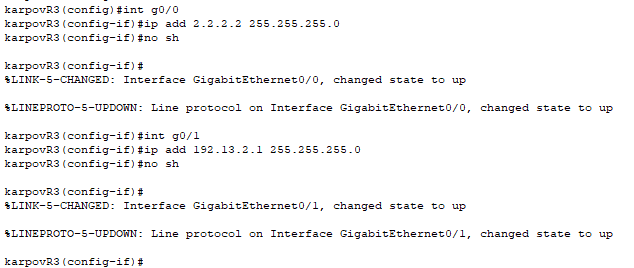 karpovR3(config)#int g0/0
karpovR3(config-if)#ip add 2.2.2.2 255.255.255.0
karpovR3(config-if)#no sh
karpovR3(config-if)#
%LINK-5-CHANGED: Interface GigabitEthernet0/0, changed state to up
%LINEPROTO-5-UPDOWN: Line protocol on Interface GigabitEthernet0/0, changed state to up
karpovR3(config-if)#int g0/1
karpovR3(config-if)#ip add 192.13.2.1 255.255.255.0
karpovR3(config-if)#no sh
karpovR3(config-if)#
%LINK-5-CHANGED: Interface GigabitEthernet0/1, changed state to up
%LINEPROTO-5-UPDOWN: Line protocol on Interface GigabitEthernet0/1, changed state to up
karpovR3(config-if)#